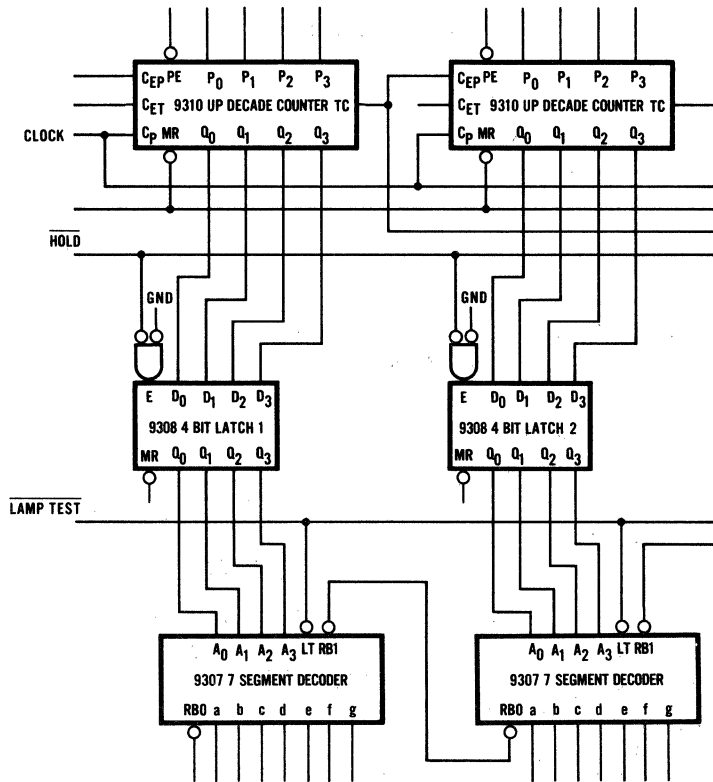 CEP PE P0 P1 P2 P3 CEP PE P0 P1 P2 P3
CET 9310 UP DECADE COUNTER TC CET 9310 UP DECADE COUNTER TC
CLOCK CP MR Q0 Q1 Q2 Q3 CP MR Q0 Q1 Q2 Q3
HOLD
GND GND
E D0 D1 D2 D3 E D0 D1 D2 D3
9308 4 BIT LATCH 1 9308 4 BIT LATCH 2
MR Q0 Q1 Q2 Q3 MR Q0 Q1 Q2 Q3
LAMP TEST
A0 A1 A2 A3 LT RB1 A0 A1 A2 A3 LT RB1
9307 7 SEGMENT DECODER 9307 7 SEGMENT DECODER
RBO a b c d e f g RBO a b c d e f g